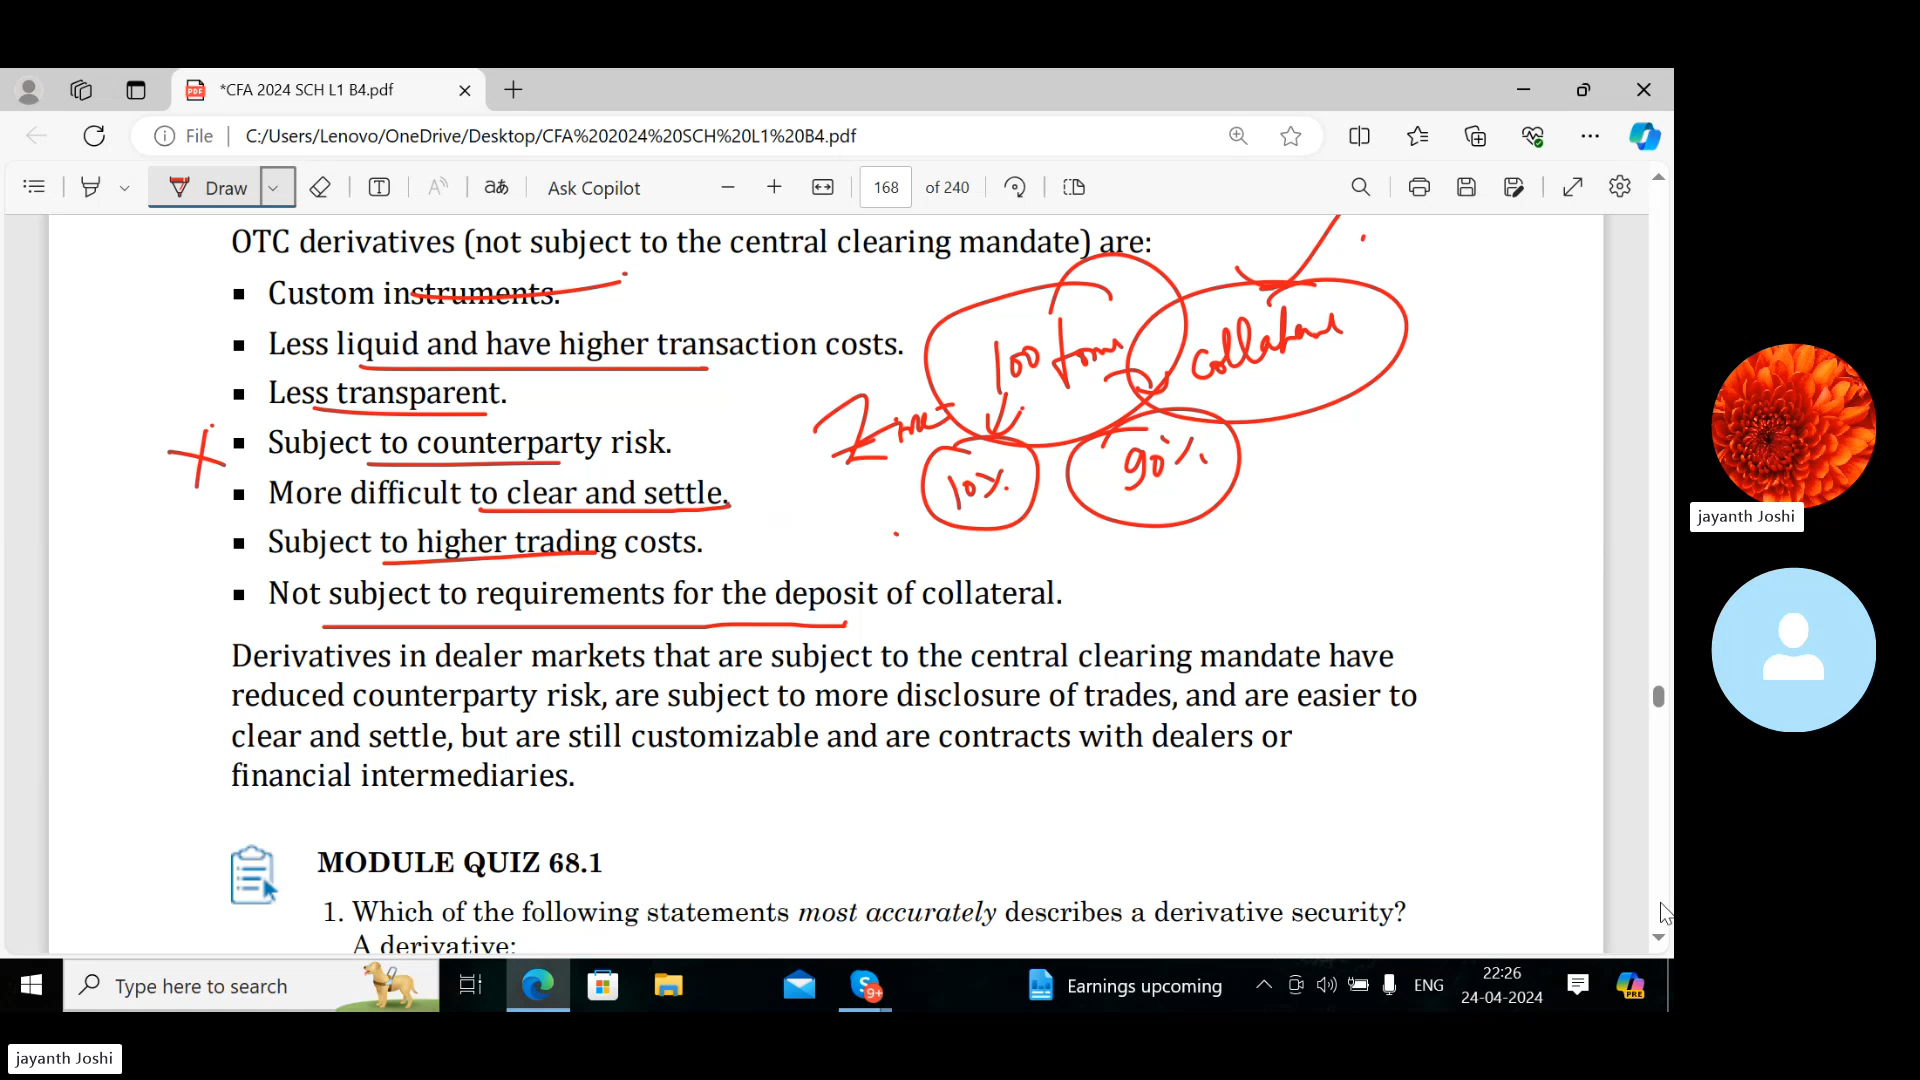 *CFA 2024 SCH L1 B4.pdf
File
C:/Users/Lenovo/OneDrive/Desktop/CFA%202024%20SCH%20L1%20B4.pdf
Draw
Ask Copilot
168 of 240
OTC derivatives (not subject to the central clearing mandate) are:
▪ Custom instruments.
▪ Less liquid and have higher transaction costs.
▪ Less transparent.
▪ Subject to counterparty risk.
▪ More difficult to clear and settle.
▪ Subject to higher trading costs.
▪ Not subject to requirements for the deposit of collateral.
100
10%
90%
Derivatives in dealer markets that are subject to the central clearing mandate have
reduced counterparty risk, are subject to more disclosure of trades, and are easier to
clear and settle, but are still customizable and are contracts with dealers or
financial intermediaries.
MODULE QUIZ 68.1
1. Which of the following statements most accurately describes a derivative security?
A derivative:
Type here to search
9+
Earnings upcoming
ENG
22:26
24-04-2024
PRE
jayanth Joshi
jayanth Joshi